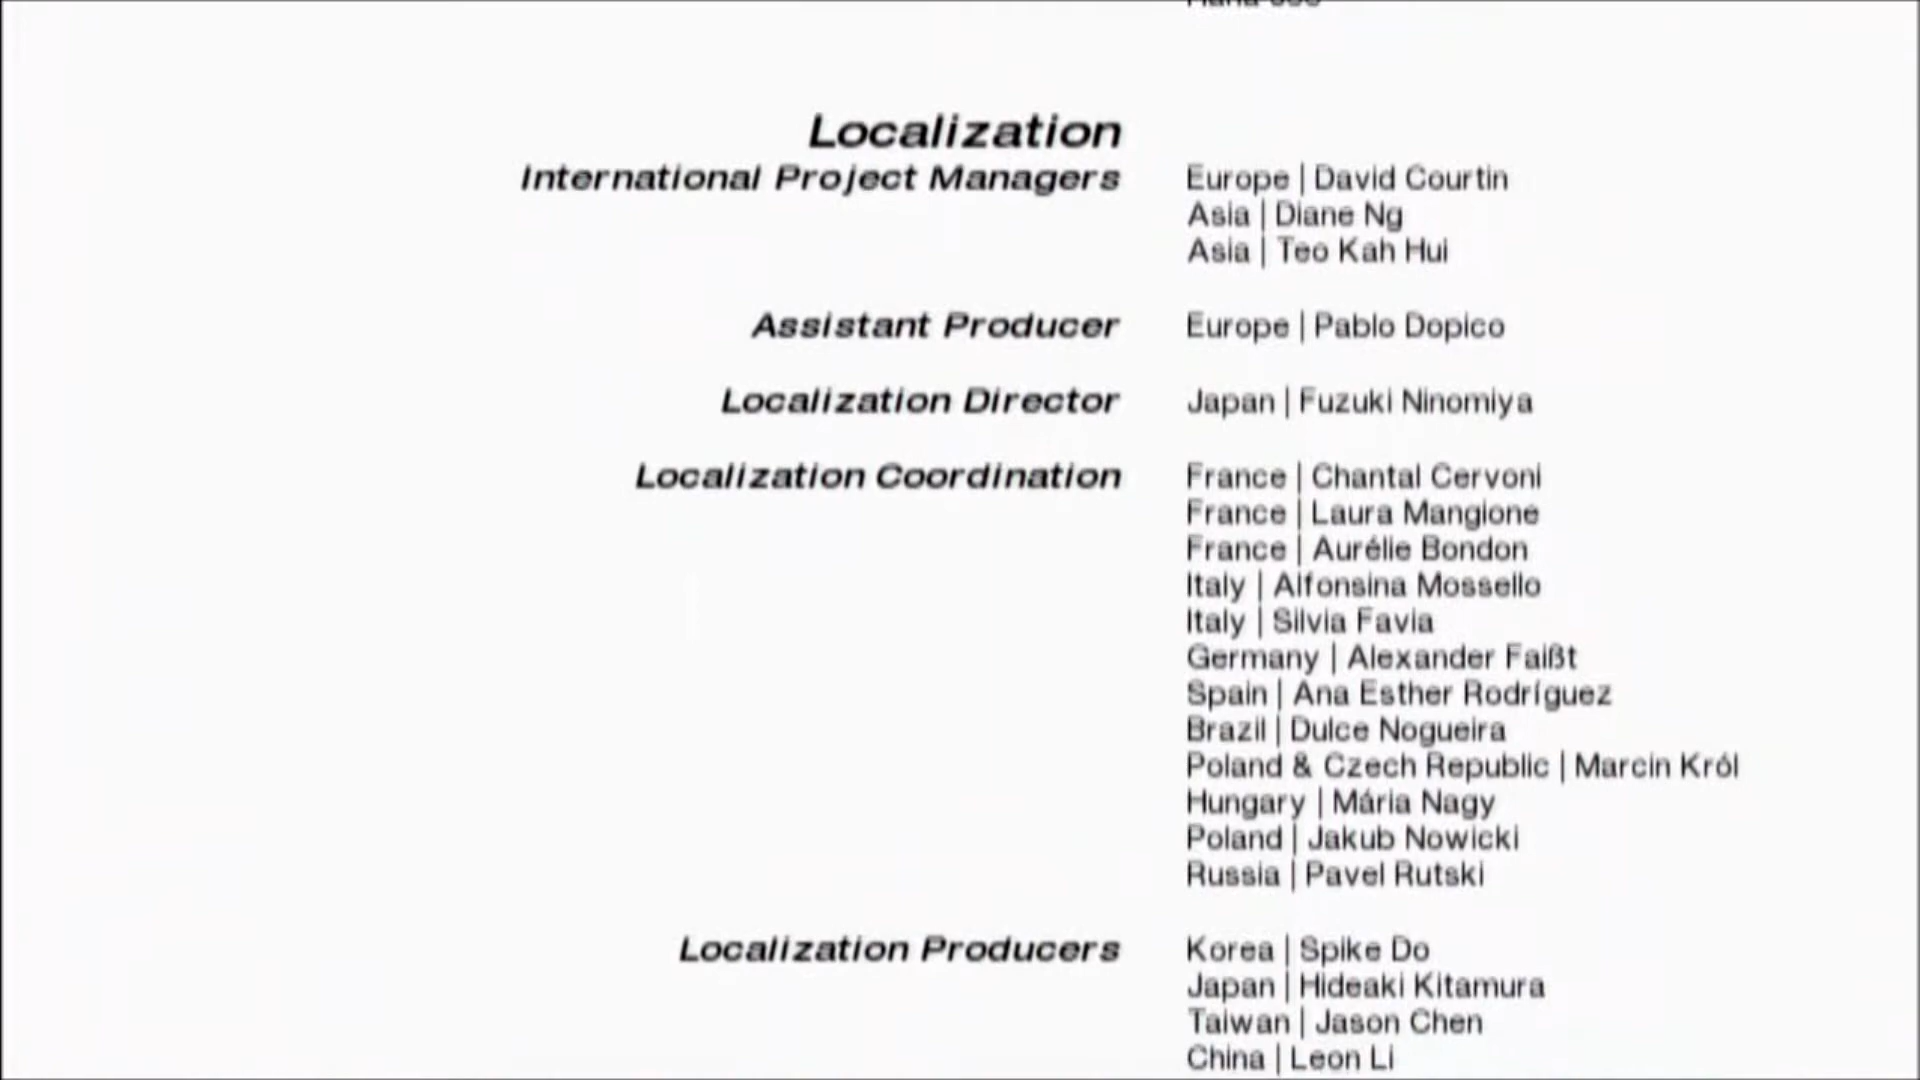 Localization
International Project Managers Europe | David Courtin
Asia | Diane Ng
Asia | Teo Kah Hui
Assistant Producer Europe | Pablo Dopico
Localization Director Japan | Fuzuki Ninomiya
Localization Coordination France | Chantal Cervoni
France | Laura Mangione
France | Aurélie Bondon
Italy | Alfonsina Mossello
Italy | Silvia Favia
Germany | Alexander Faißt
Spain | Ana Esther Rodríguez
Brazil | Dulce Nogueira
Poland & Czech Republic | Marcin Król
Hungary | Mária Nagy
Poland | Jakub Nowicki
Russia | Pavel Rutski
Localization Producers Korea | Spike Do
Japan | Hideaki Kitamura
Taiwan | Jason Chen
China | Leon Li